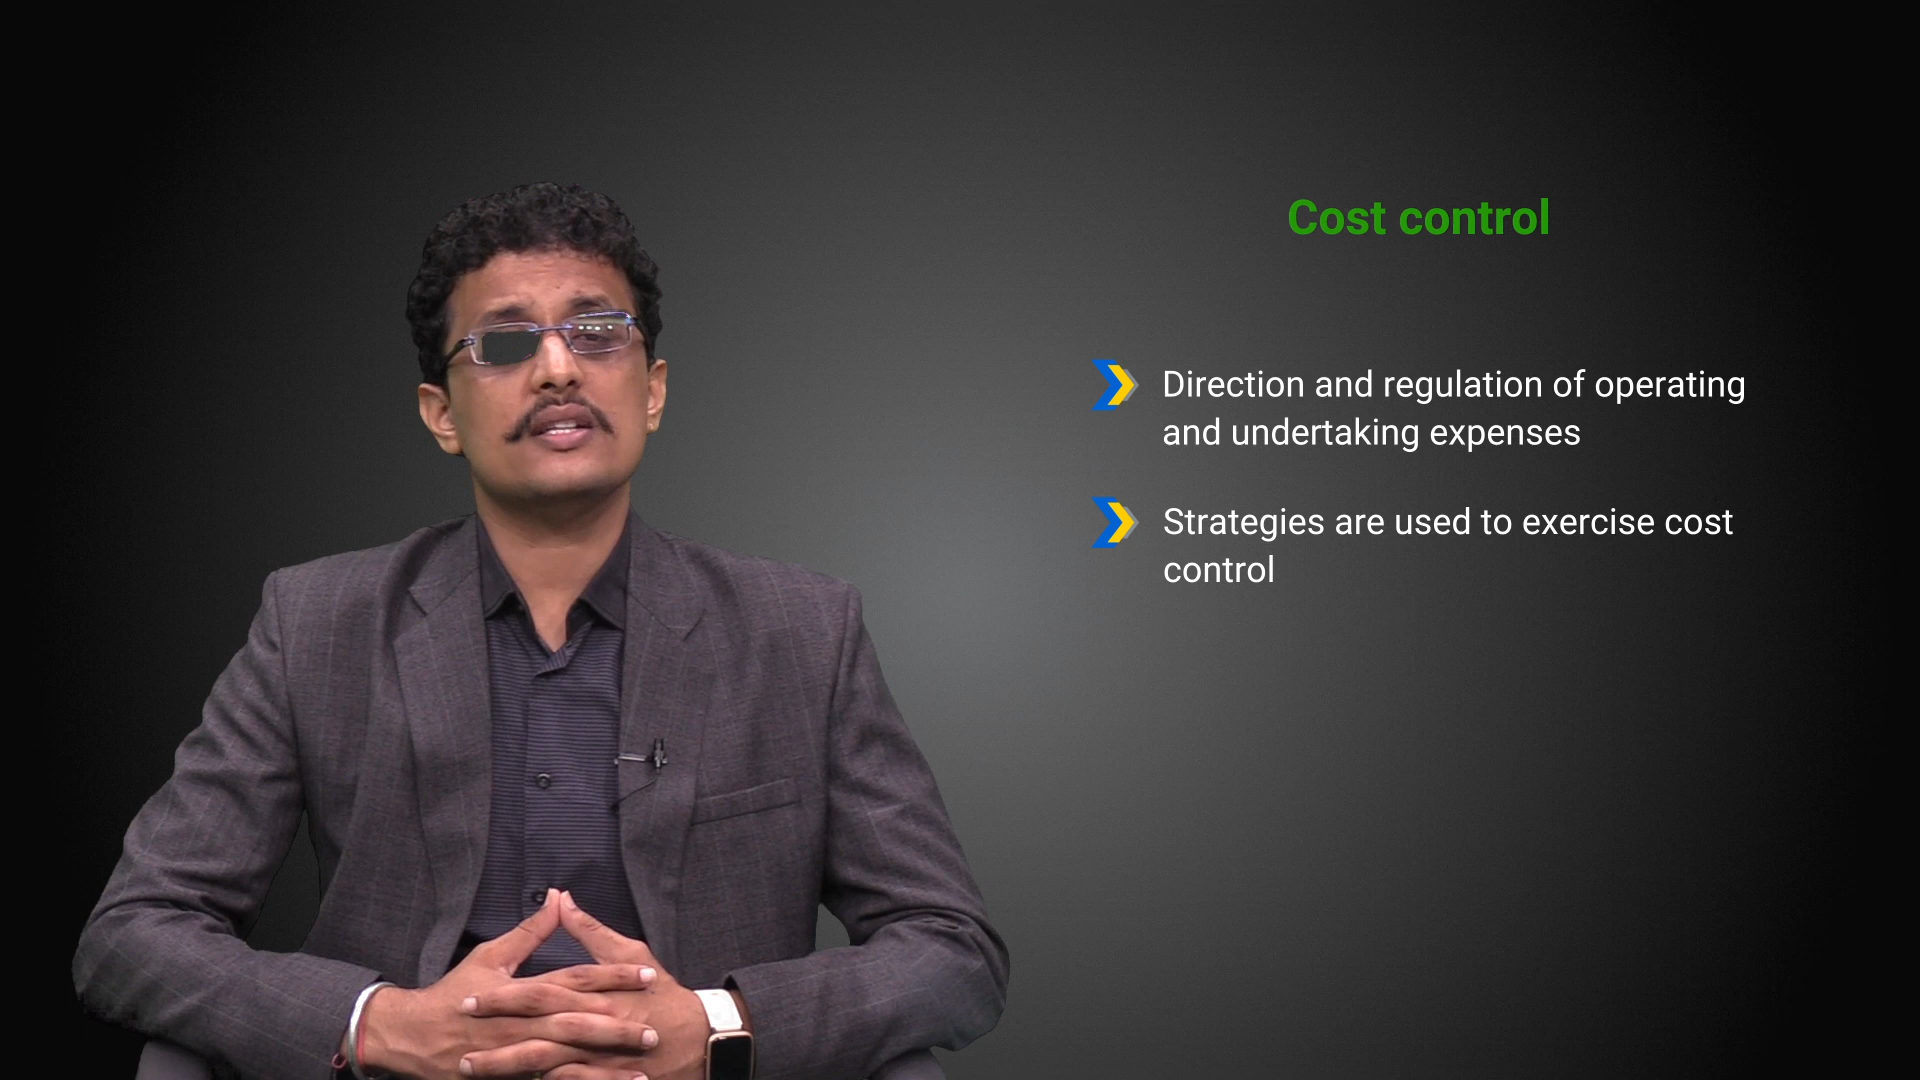 Cost control
Direction and regulation of operating
and undertaking expenses
Strategies are used to exercise cost
control